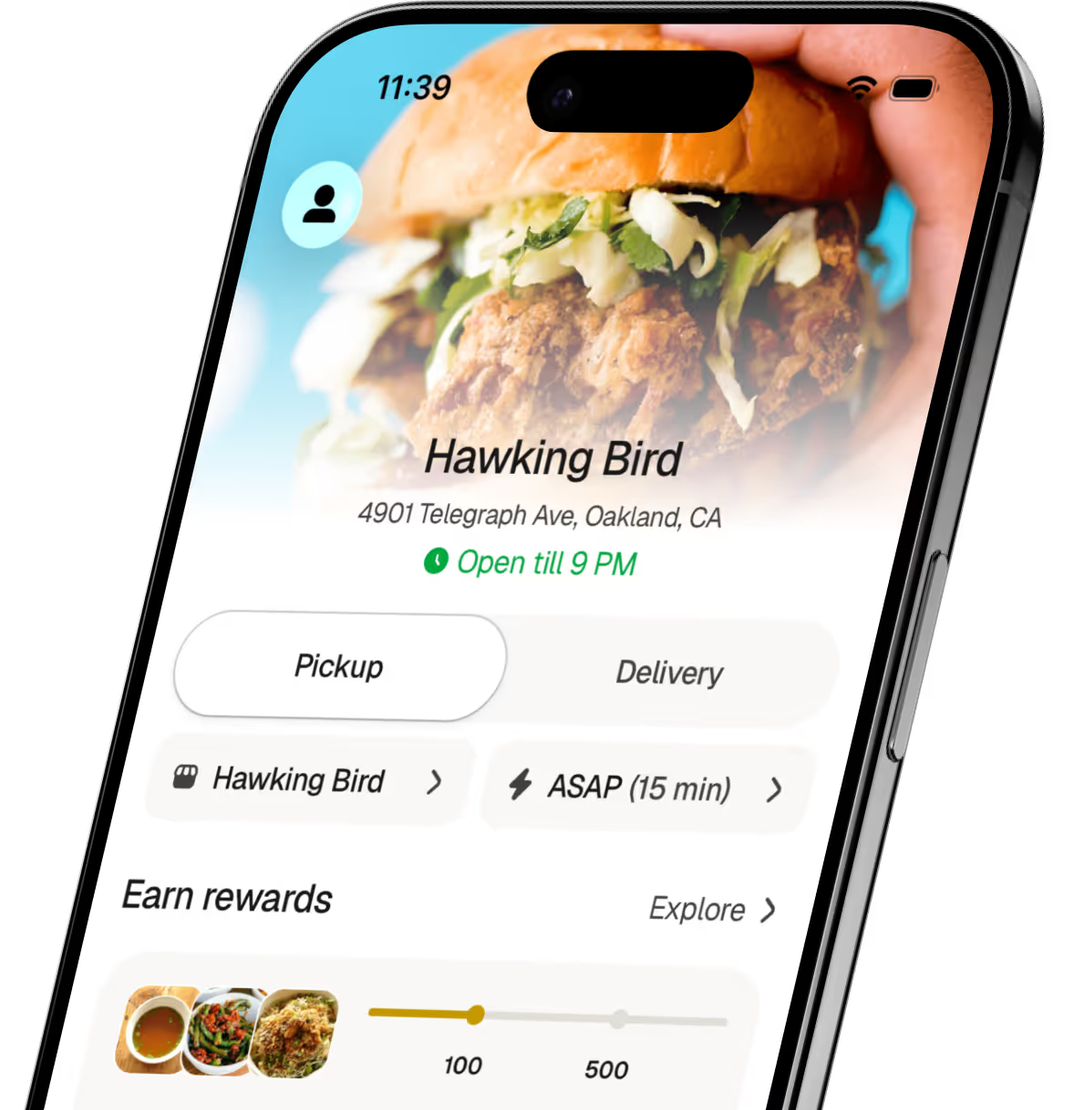 11:39
Hawking Bird
4901 Telegraph Ave, Oakland, CA
Open till 9 PM
Pickup
Delivery
Hawking Bird
ASAP (15 min)
Earn rewards
Explore
100
500